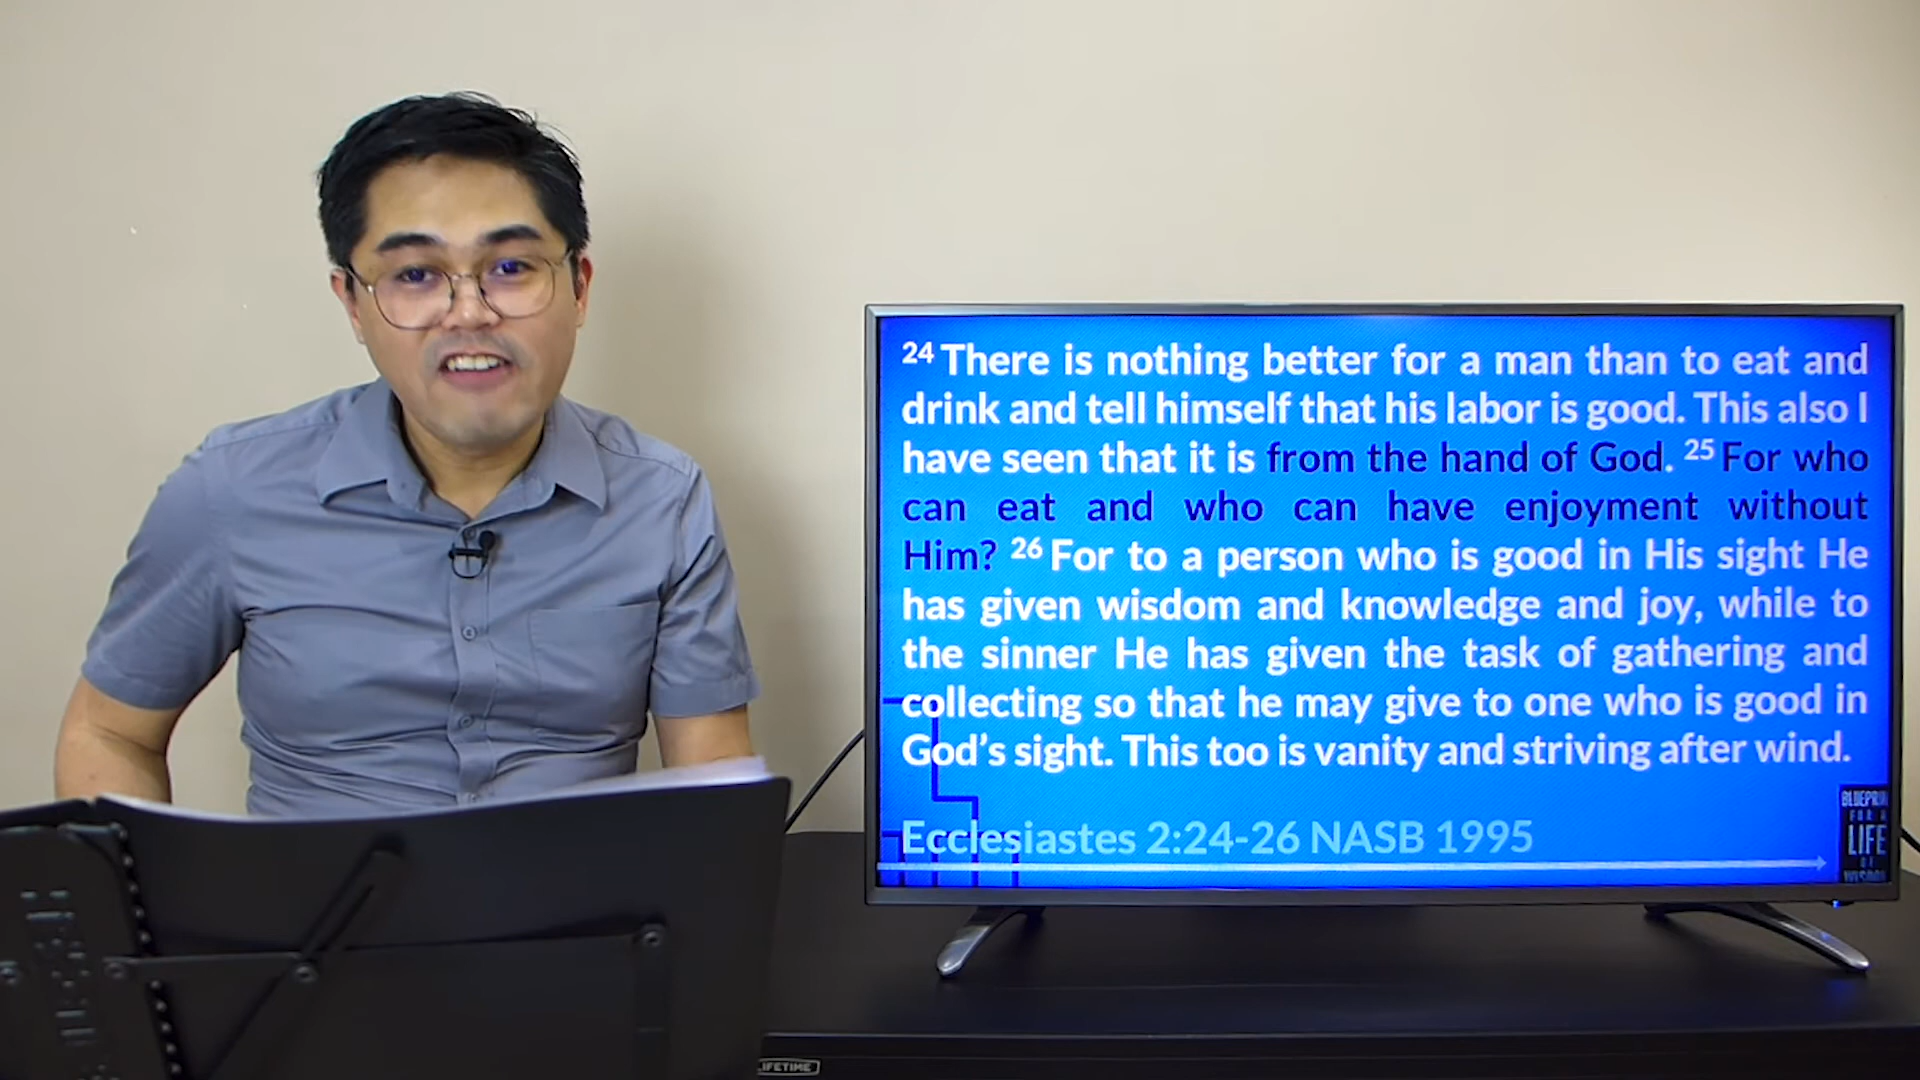 24 There is nothing better for a man than to eat and
drink and tell himself that his labor is good. This also I
have seen that it is from the hand of God. 25 For who
can eat and who can have enjoyment without
Him? 26 For to a person who is good in His sight He
has given wisdom and knowledge and joy, while to
the sinner He has given the task of gathering and
collecting so that he may give to one who is good in
God's sight. This too is vanity and striving after wind.
Ecclesiastes 2:24-26 NASB 1995
FOR A
LIFE
OF
LIFETIME